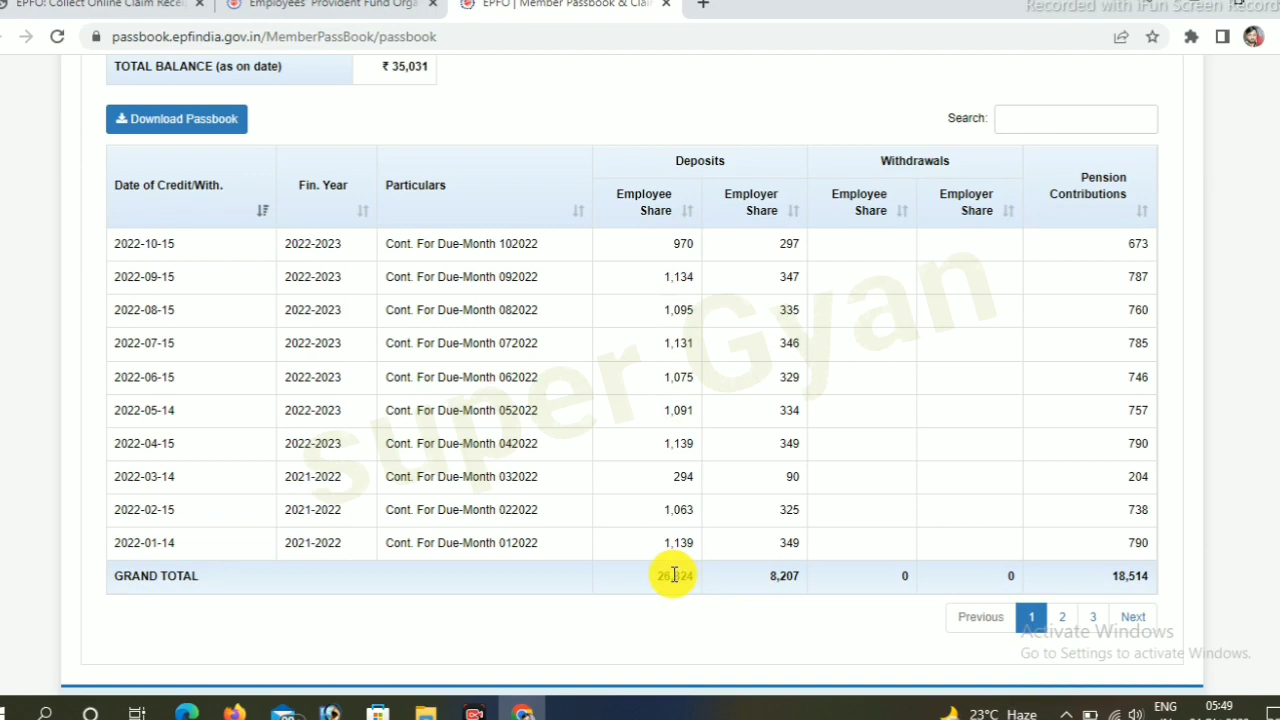 EPFO: Collect Online Claim Recei
Employees' Provident Fund Orga
EPFO | Member Passbook & Clai
Recorded with iFun Screen Record
passbook.epfindia.gov.in/MemberPassBook/passbook
TOTAL BALANCE (as on date) ₹ 35,031
Download Passbook Search:
Deposits Withdrawals
Date of Credit/With. Fin. Year Particulars Employee Share Employer Share Employee Share Employer Share Pension Contributions
2022-10-15 2022-2023 Cont. For Due-Month 102022 970 297 673
2022-09-15 2022-2023 Cont. For Due-Month 092022 1,134 347 787
2022-08-15 2022-2023 Cont. For Due-Month 082022 1,095 335 760
2022-07-15 2022-2023 Cont. For Due-Month 072022 1,131 346 785
2022-06-15 2022-2023 Cont. For Due-Month 062022 1,075 329 746
2022-05-14 2022-2023 Cont. For Due-Month 052022 1,091 334 757
2022-04-15 2022-2023 Cont. For Due-Month 042022 1,139 349 790
2022-03-14 2021-2022 Cont. For Due-Month 032022 294 90 204
2022-02-15 2021-2022 Cont. For Due-Month 022022 1,063 325 738
2022-01-14 2021-2022 Cont. For Due-Month 012022 1,139 349 790
GRAND TOTAL 8,207 0 0 18,514
super Gyan
Previous 1 2 3 Next
Activate Windows
Go to Settings to activate Windows.
23°C Haze ENG 05:49